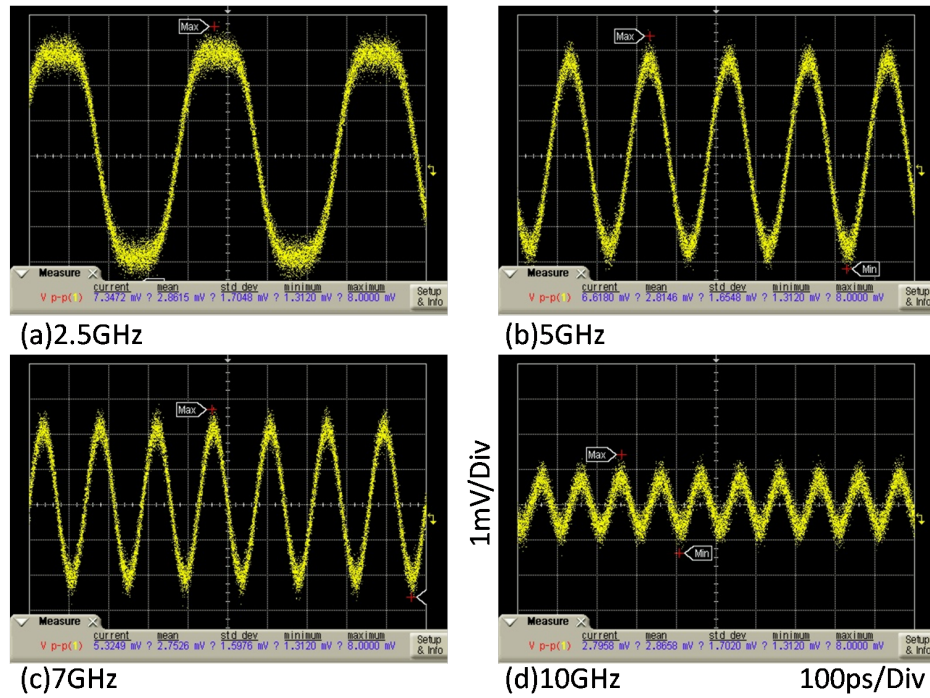 Max
Measure
current mean std dev minimum maximum
V p-p(1) 7.3472 mV ? 2.8615 mV ? 1.7048 mV ? 1.3120 mV ? 8.0000 mV
Setup
& Info
(a)2.5GHz
Max
Min
Measure
current mean std dev minimum maximum
V p-p(1) 6.6180 mV ? 2.8146 mV ? 1.6548 mV ? 1.3120 mV ? 8.0000 mV
Setup
& Info
(b)5GHz
Max
Measure
current mean std dev minimum maximum
V p-p(1) 5.3249 mV ? 2.7526 mV ? 1.5976 mV ? 1.3120 mV ? 8.0000 mV
Setup
& Info
(c)7GHz
1mV/Div
Max
Min
Measure
current mean std dev minimum maximum
V p-p(1) 2.7958 mV ? 2.8658 mV ? 1.7020 mV ? 1.3120 mV ? 8.0000 mV
Setup
& Info
(d)10GHz
100ps/Div